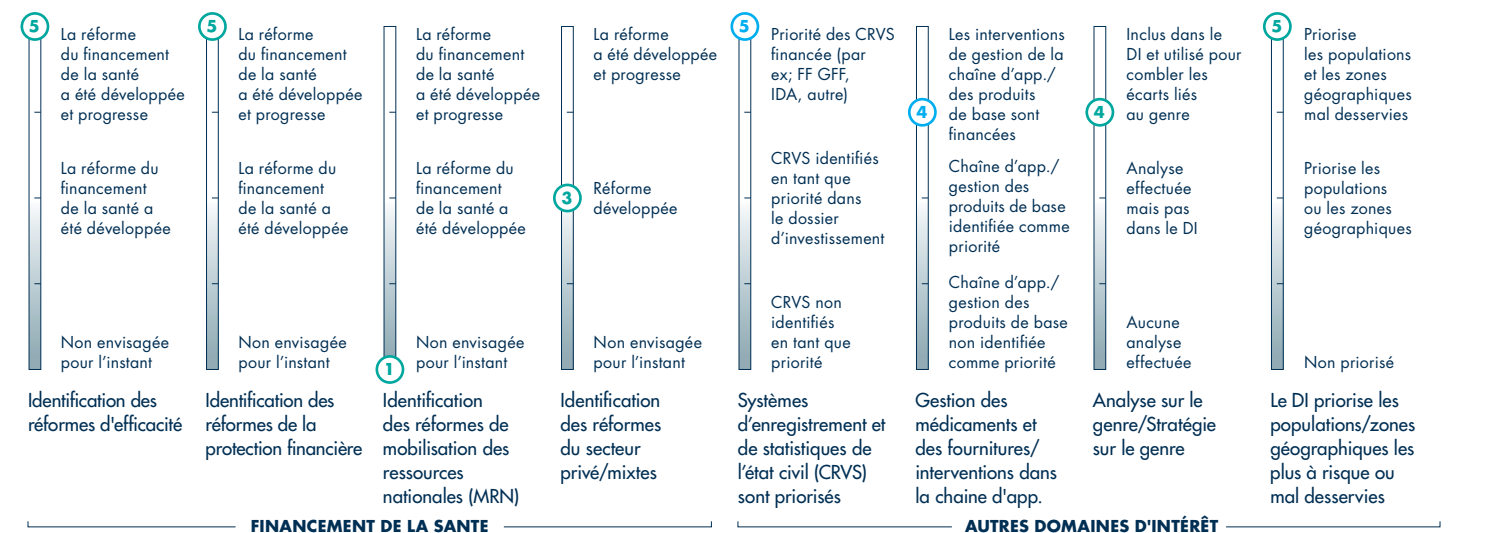 5
La réforme
du financement
de la santé
a été développée
et progresse
La réforme du
financement
de la santé a
été développée
Non envisagée
pour l'instant
Identification des
réformes d'efficacité
5
La réforme
du financement
de la santé
a été développée
et progresse
La réforme du
financement
de la santé a
été développée
Non envisagée
pour l'instant
Identification des
réformes de la
protection financière
La réforme
du financement
de la santé
a été développée
et progresse
La réforme du
financement
de la santé a
été développée
Non envisagée
pour l'instant
1
Identification
des réformes de
mobilisation des
ressources
nationales (MRN)
La réforme
a été développée
et progresse
3
Réforme
développée
Non envisagée
pour l'instant
Identification
des réformes
du secteur
privé/mixtes
FINANCEMENT DE LA SANTE
5
Priorité des CRVS
financée (par
ex; FF GFF,
IDA, autre)
CRVS identifiés
en tant que
priorité dans
le dossier
d'investissement
CRVS non
identifiés
en tant que
priorité
Systèmes
d'enregistrement et
de statistiques de
l'état civil (CRVS)
sont priorisés
Les interventions
de gestion de la
chaîne d'app./
des produits
de base sont
financées
4
Chaîne d'app./
gestion des
produits de base
identifiée comme
priorité
Chaîne d'app./
gestion des
produits de base
non identifiée
comme priorité
Gestion des
médicaments et
des fournitures/
interventions dans
la chaine d'app.
Inclus dans le
DI et utilisé pour
combler les
écarts liés
au genre
4
Analyse
effectuée
mais pas
dans le DI
Aucune
analyse
effectuée
Analyse sur le
genre/Stratégie
sur le genre
5
Priorise
les populations
et les zones
géographiques
mal desservies
Priorise les
populations
ou les zones
géographiques
Non priorisé
Le DI priorise les
populations/zones
géographiques les
plus à risque ou
mal desservies
AUTRES DOMAINES D'INTÉRÊT